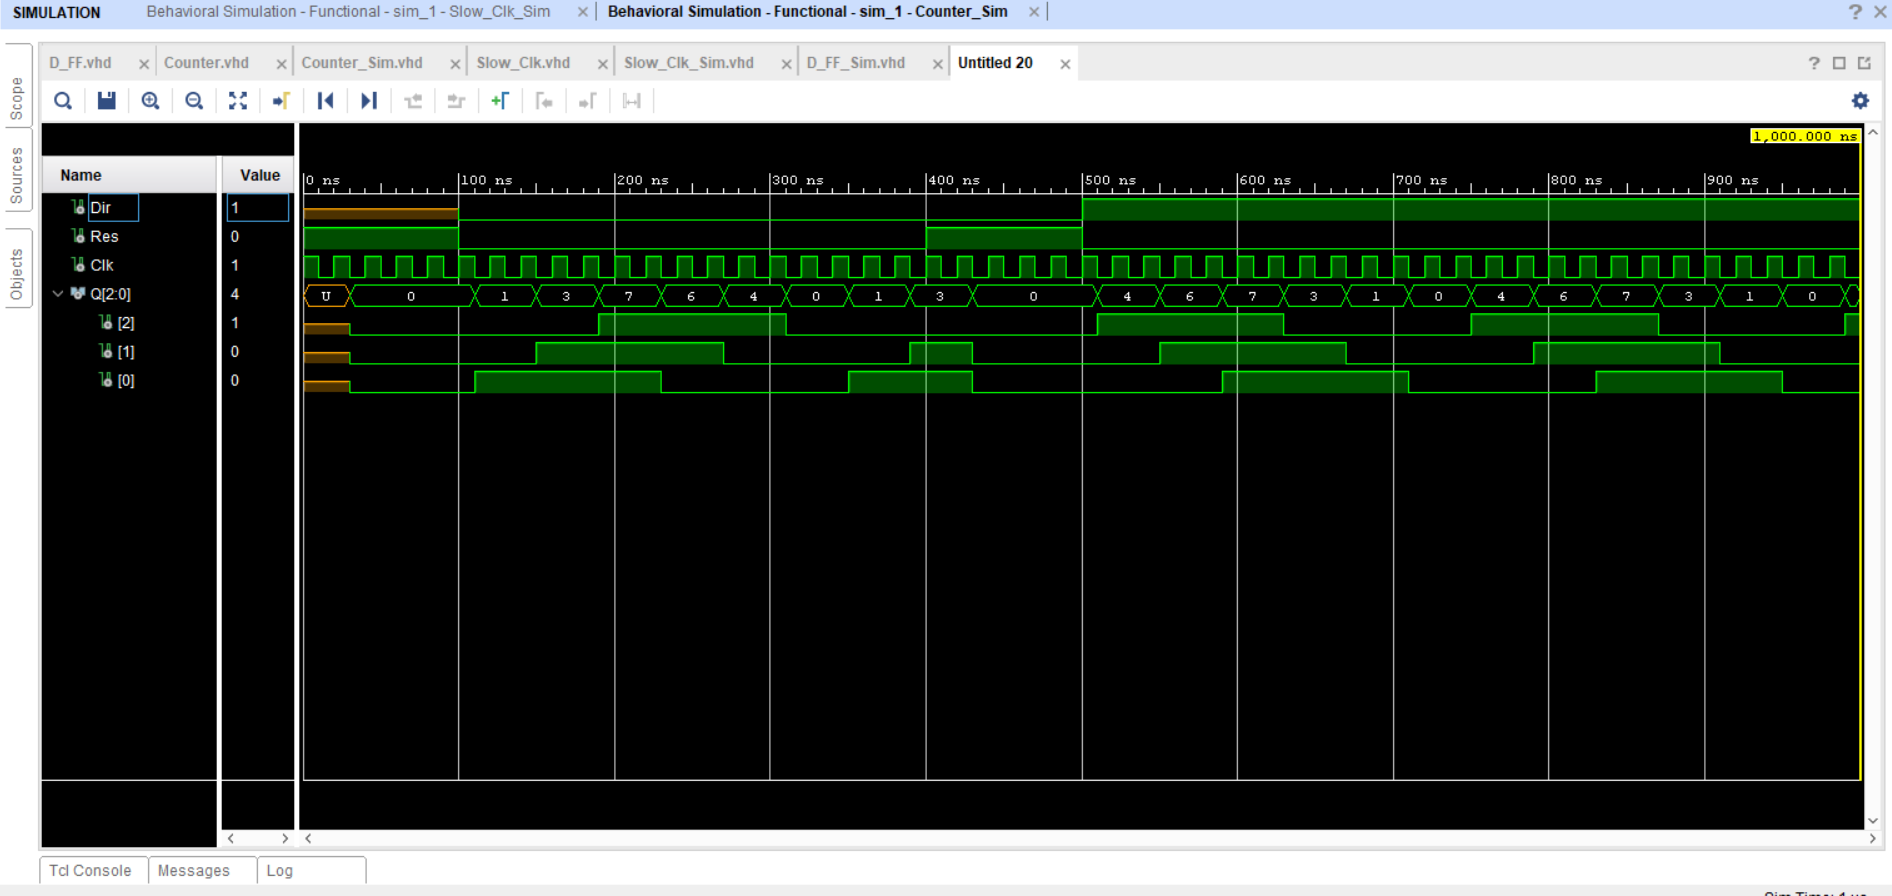 SIMULATION Behavioral Simulation - Functional - sim_1 - Slow_Clk_Sim × Behavioral Simulation - Functional - sim_1 - Counter_Sim × ? ×
D_FF.vhd × Counter.vhd × Counter_Sim.vhd × Slow_Clk.vhd × Slow_Clk_Sim.vhd × D_FF_Sim.vhd × Untitled 20 × ?
Scope
Sources
Objects
1,000.000 ns
Name Value 0 ns 100 ns 200 ns 300 ns 400 ns 500 ns 600 ns 700 ns 800 ns 900 ns
Dir 1
Res 0
Clk 1
Q[2:0] 4 U 0 1 3 7 6 4 0 1 3 0 4 6 7 3 1 0 4 6 7 3 1 0
[2] 1
[1] 0
[0] 0
Tcl Console Messages Log
Sim Time: 1 us